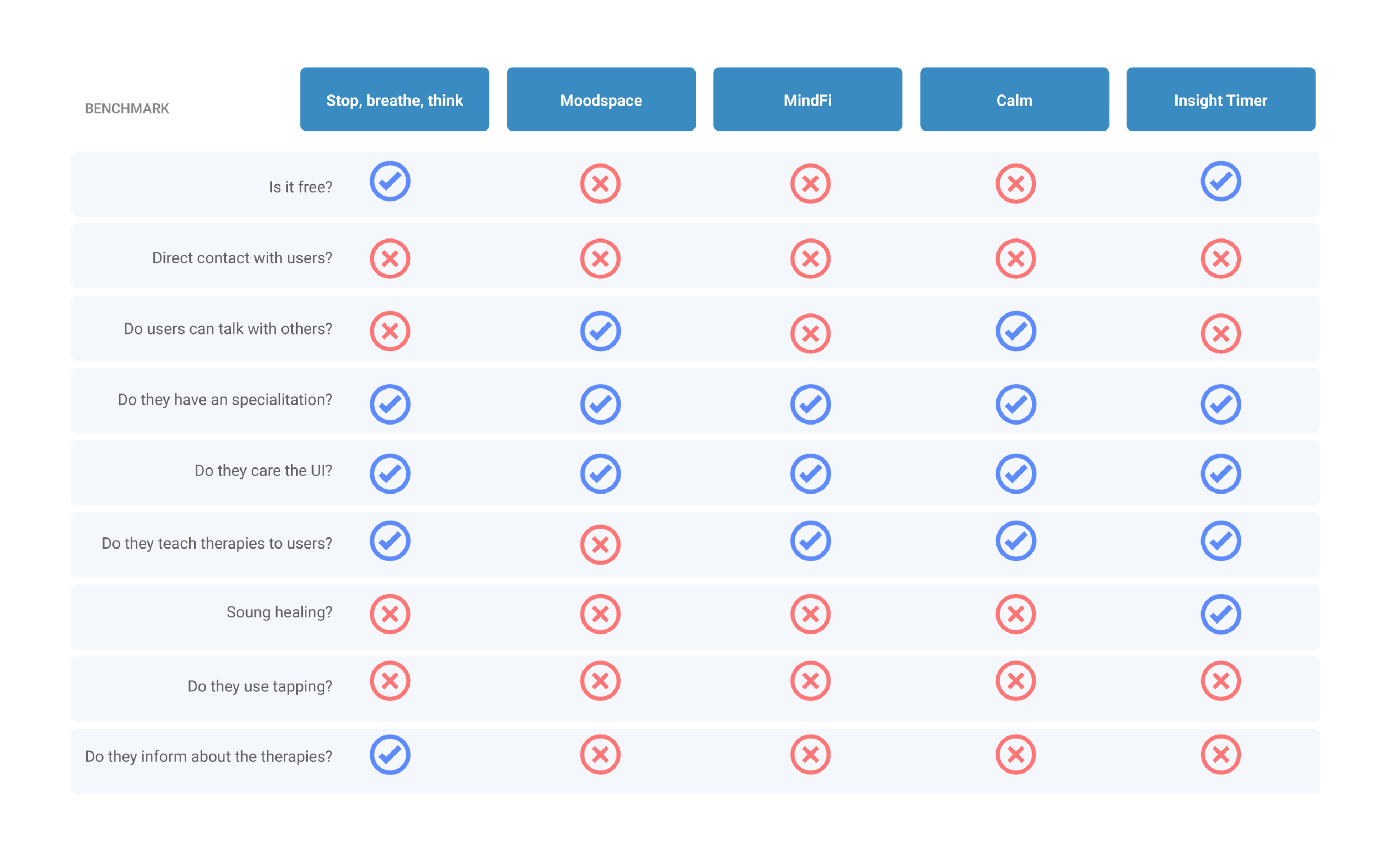 BENCHMARK
Stop, breathe, think
Moodspace
MindFi
Calm
Insight Timer
Is it free?
Direct contact with users?
Do users can talk with others?
Do they have an specialitation?
Do they care the UI?
Do they teach therapies to users?
Soung healing?
Do they use tapping?
Do they inform about the therapies?